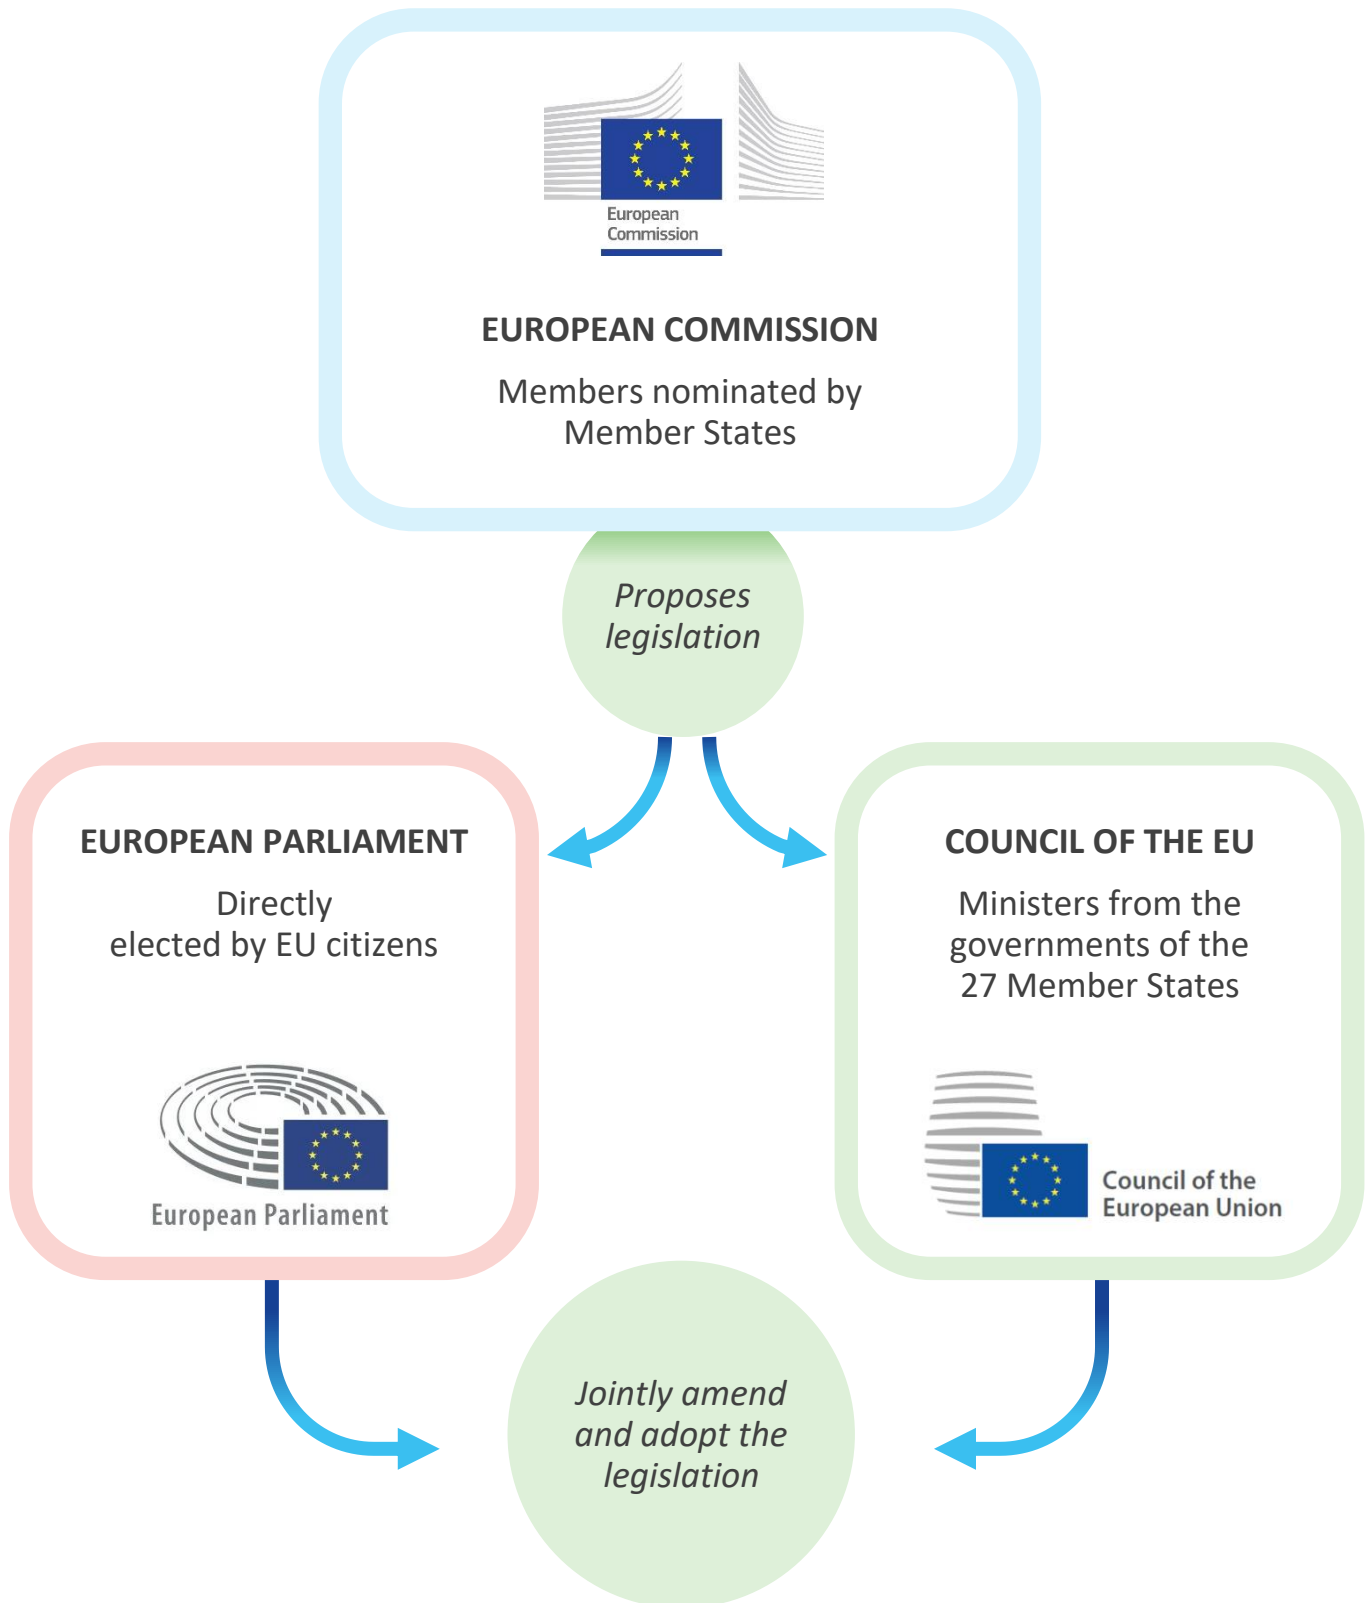 European
Commission
EUROPEAN COMMISSION
Members nominated by
Member States
Proposes
legislation
EUROPEAN PARLIAMENT
Directly
elected by EU citizens
European Parliament
COUNCIL OF THE EU
Ministers from the
governments of the
27 Member States
Council of the
European Union
Jointly amend
and adopt the
legislation